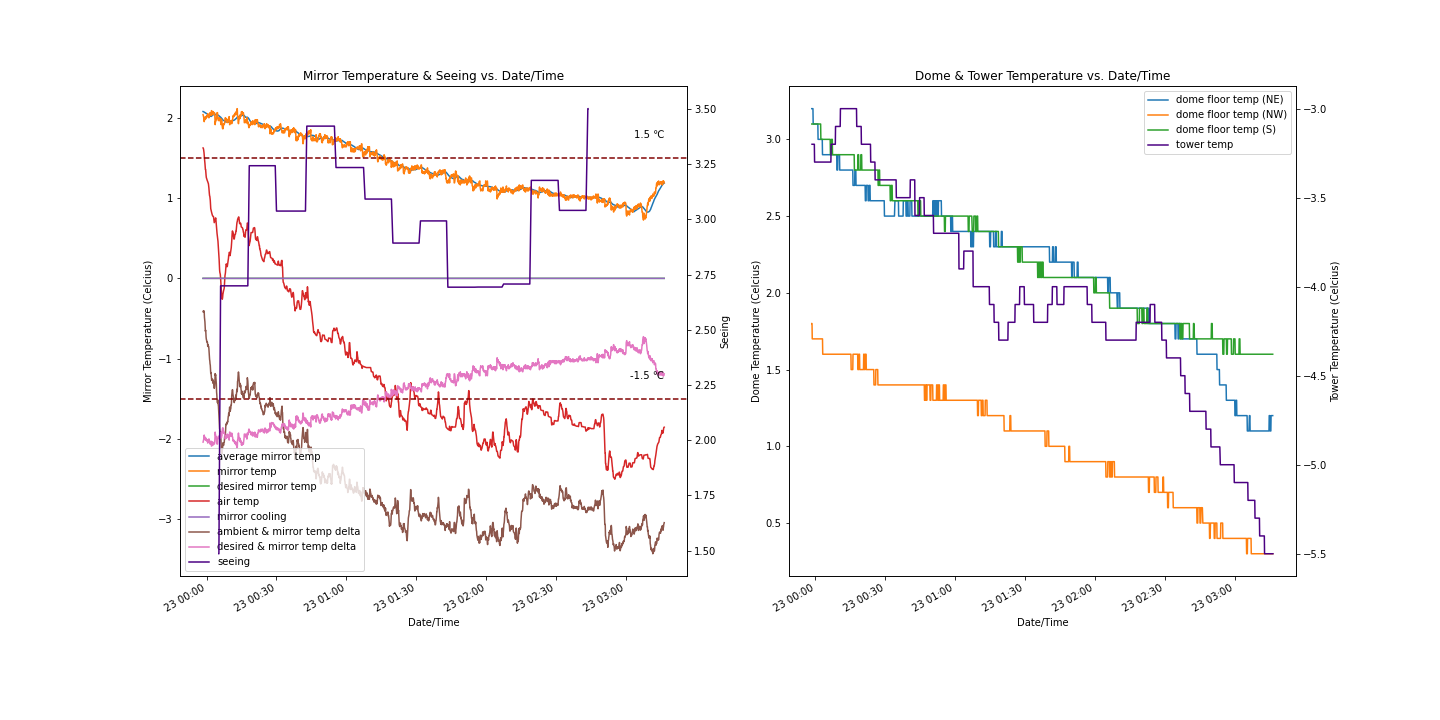 Mirror Temperature & Seeing vs. Date/Time
Mirror Temperature (Celcius)
2
1
0
−1
−2
−3
1.5 °C
-1.5 °C
3.50
3.25
3.00
2.75
2.50
2.25
2.00
1.75
1.50
Seeing
average mirror temp
mirror temp
desired mirror temp
air temp
mirror cooling
ambient & mirror temp delta
desired & mirror temp delta
seeing
23 00:00
23 00:30
23 01:00
23 01:30
23 02:00
23 02:30
23 03:00
Date/Time
Dome & Tower Temperature vs. Date/Time
Dome Temperature (Celcius)
3.0
2.5
2.0
1.5
1.0
0.5
dome floor temp (NE)
dome floor temp (NW)
dome floor temp (S)
tower temp
−3.0
−3.5
−4.0
−4.5
−5.0
−5.5
Tower Temperature (Celcius)
23 00:00
23 00:30
23 01:00
23 01:30
23 02:00
23 02:30
23 03:00
Date/Time